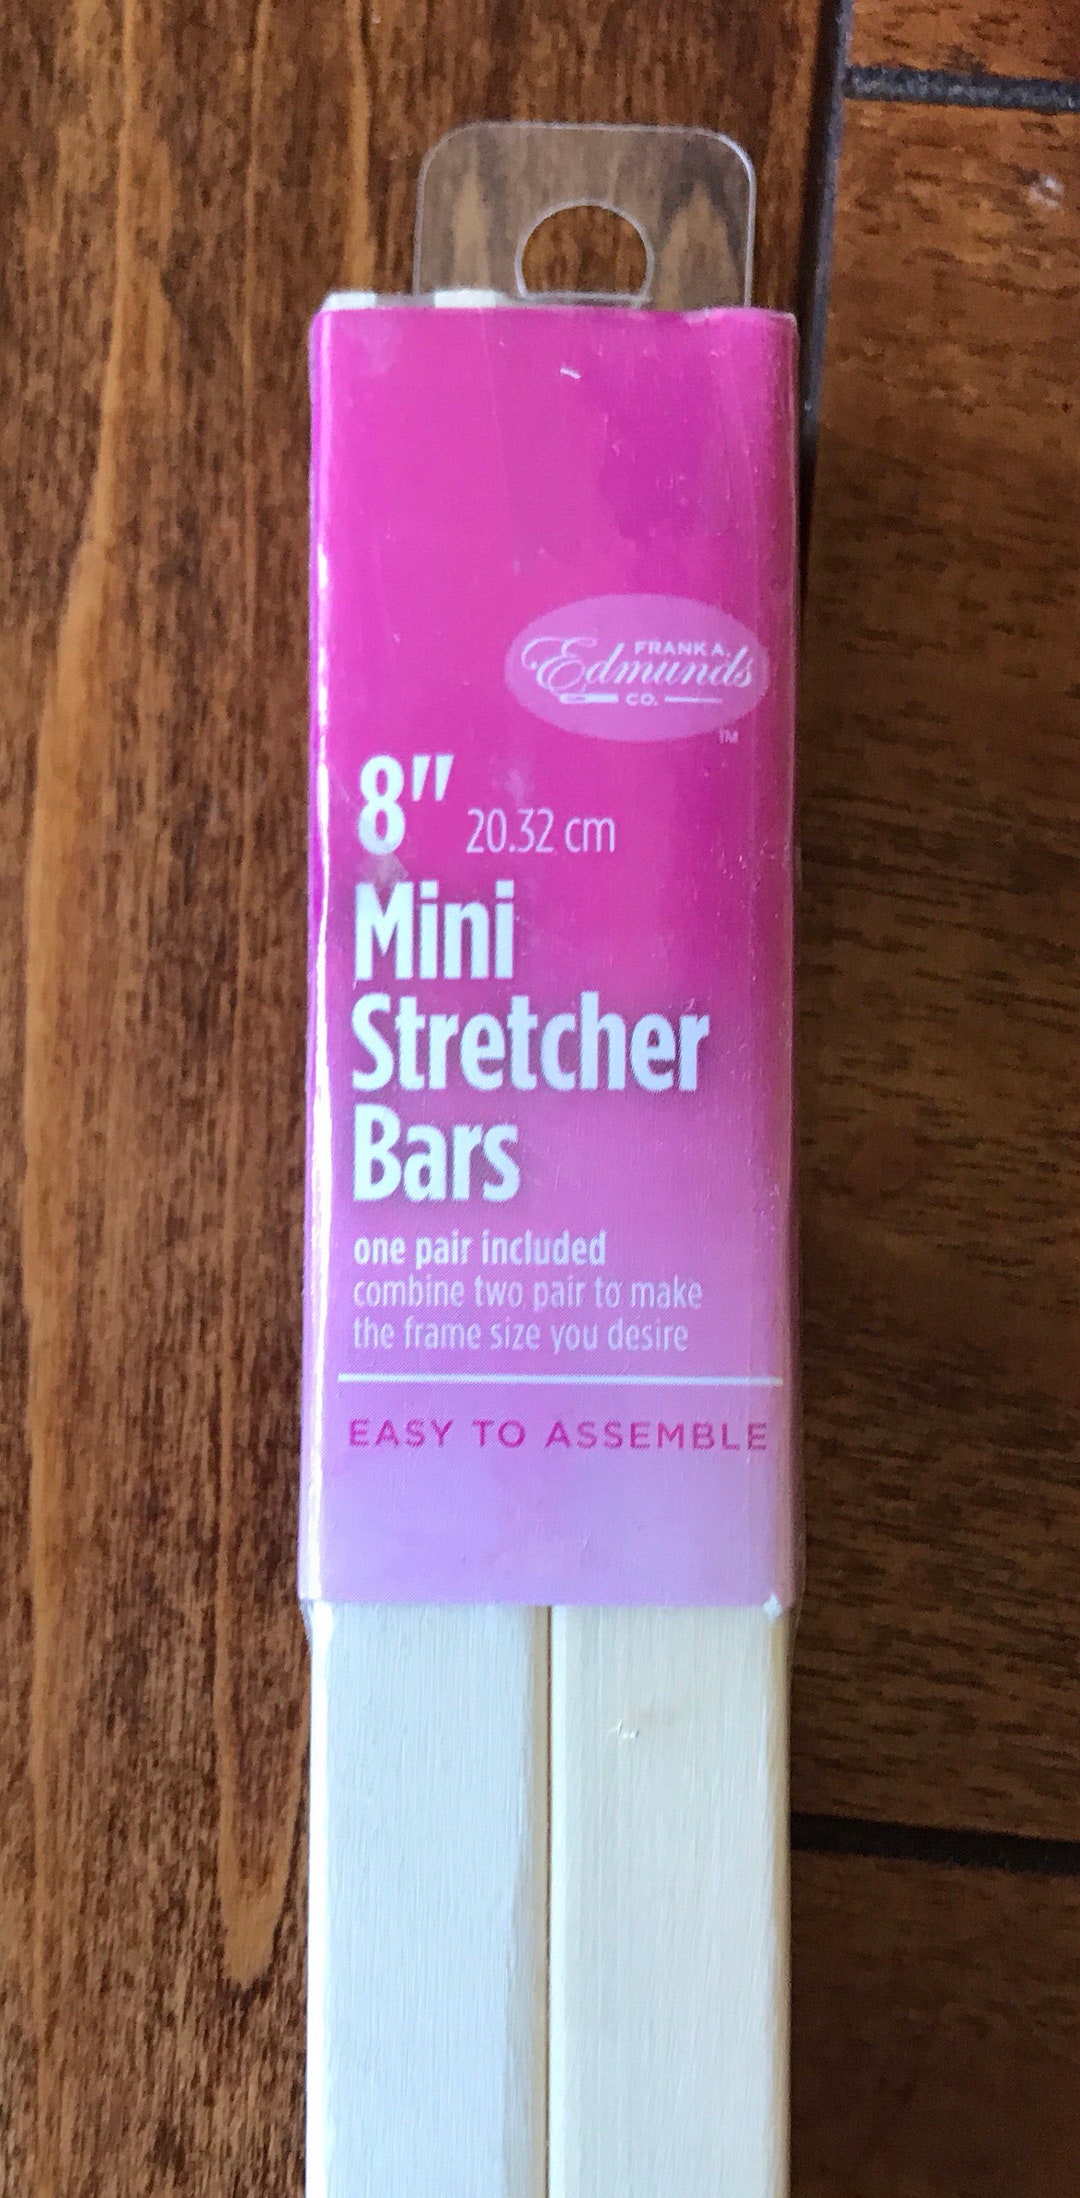 FRANK A.
Edmunds
CO.
TM
8" 20.32 cm
Mini
Stretcher
Bars
one pair included
combine two pair to make
the frame size you desire
EASY TO ASSEMBLE